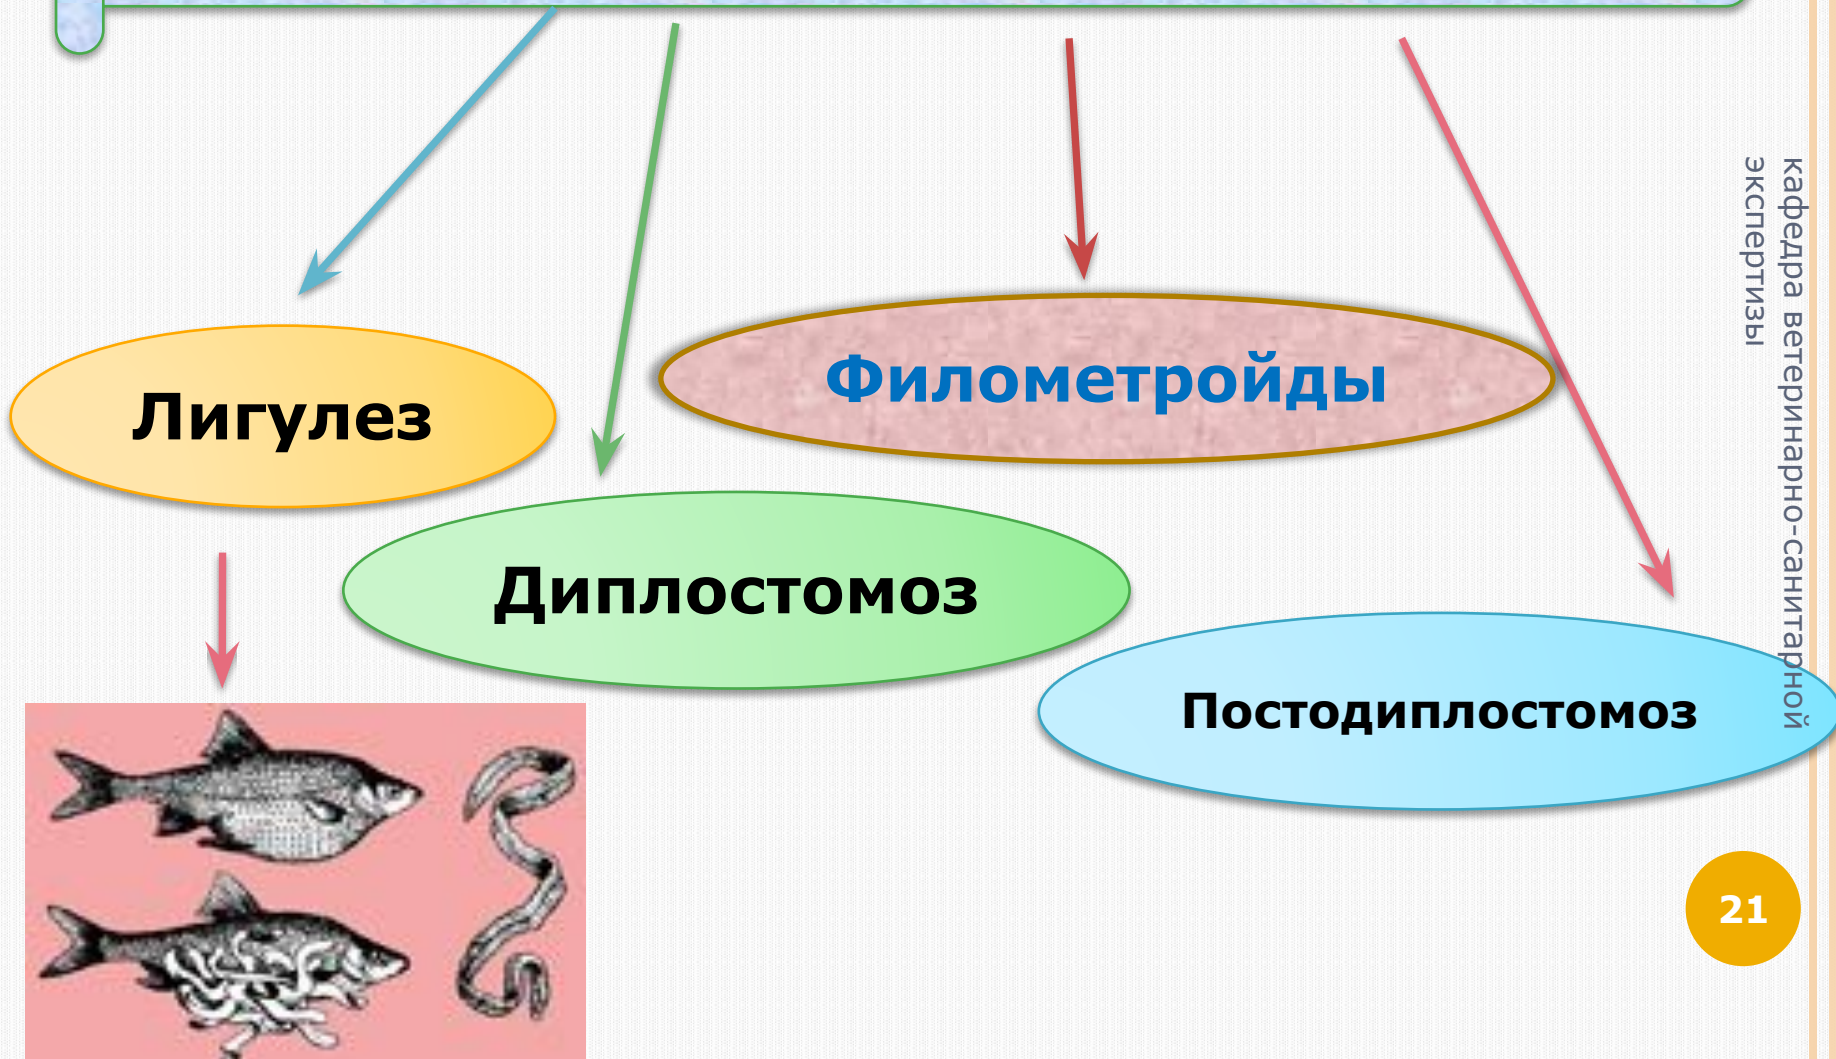 Лигулез
Филометройды
Диплостомоз
Постодиплостомоз
кафедра ветеринарно-санитарной
экспертизы
21